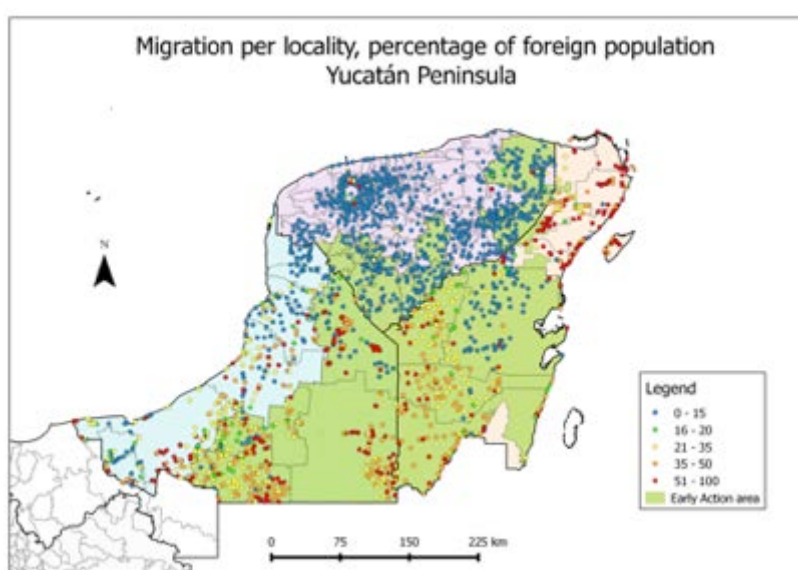 Migration per locality, percentage of foreign population
Yucatán Peninsula
N
Legend
0 - 15
16 - 20
21 - 35
35 - 50
51 - 100
Early Action area
0 75 150 225 km